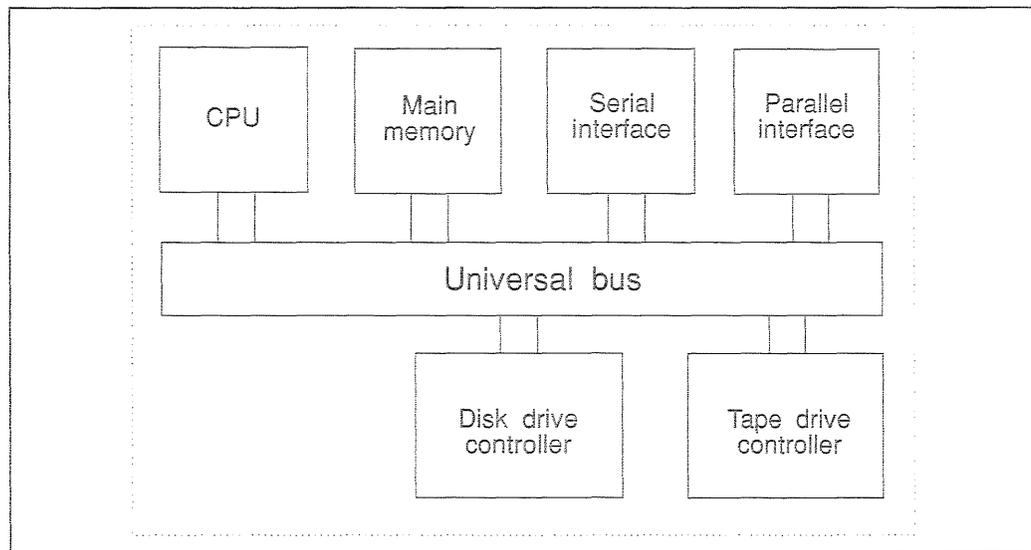 CPU
Main
memory
Serial
interface
Parallel
interface
Universal bus
Disk drive
controller
Tape drive
controller